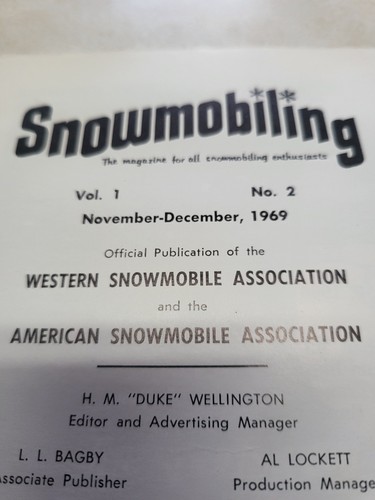 Snowmobiling
The magazine for all snowmobiling enthusiasts
Vol. 1 No. 2
November-December, 1969
Official Publication of the
WESTERN SNOWMOBILE ASSOCIATION
and the
AMERICAN SNOWMOBILE ASSOCIATION
H. M. "DUKE" WELLINGTON
Editor and Advertising Manager
L. L. BAGBY AL LOCKETT
ssociate Publisher Production Manage